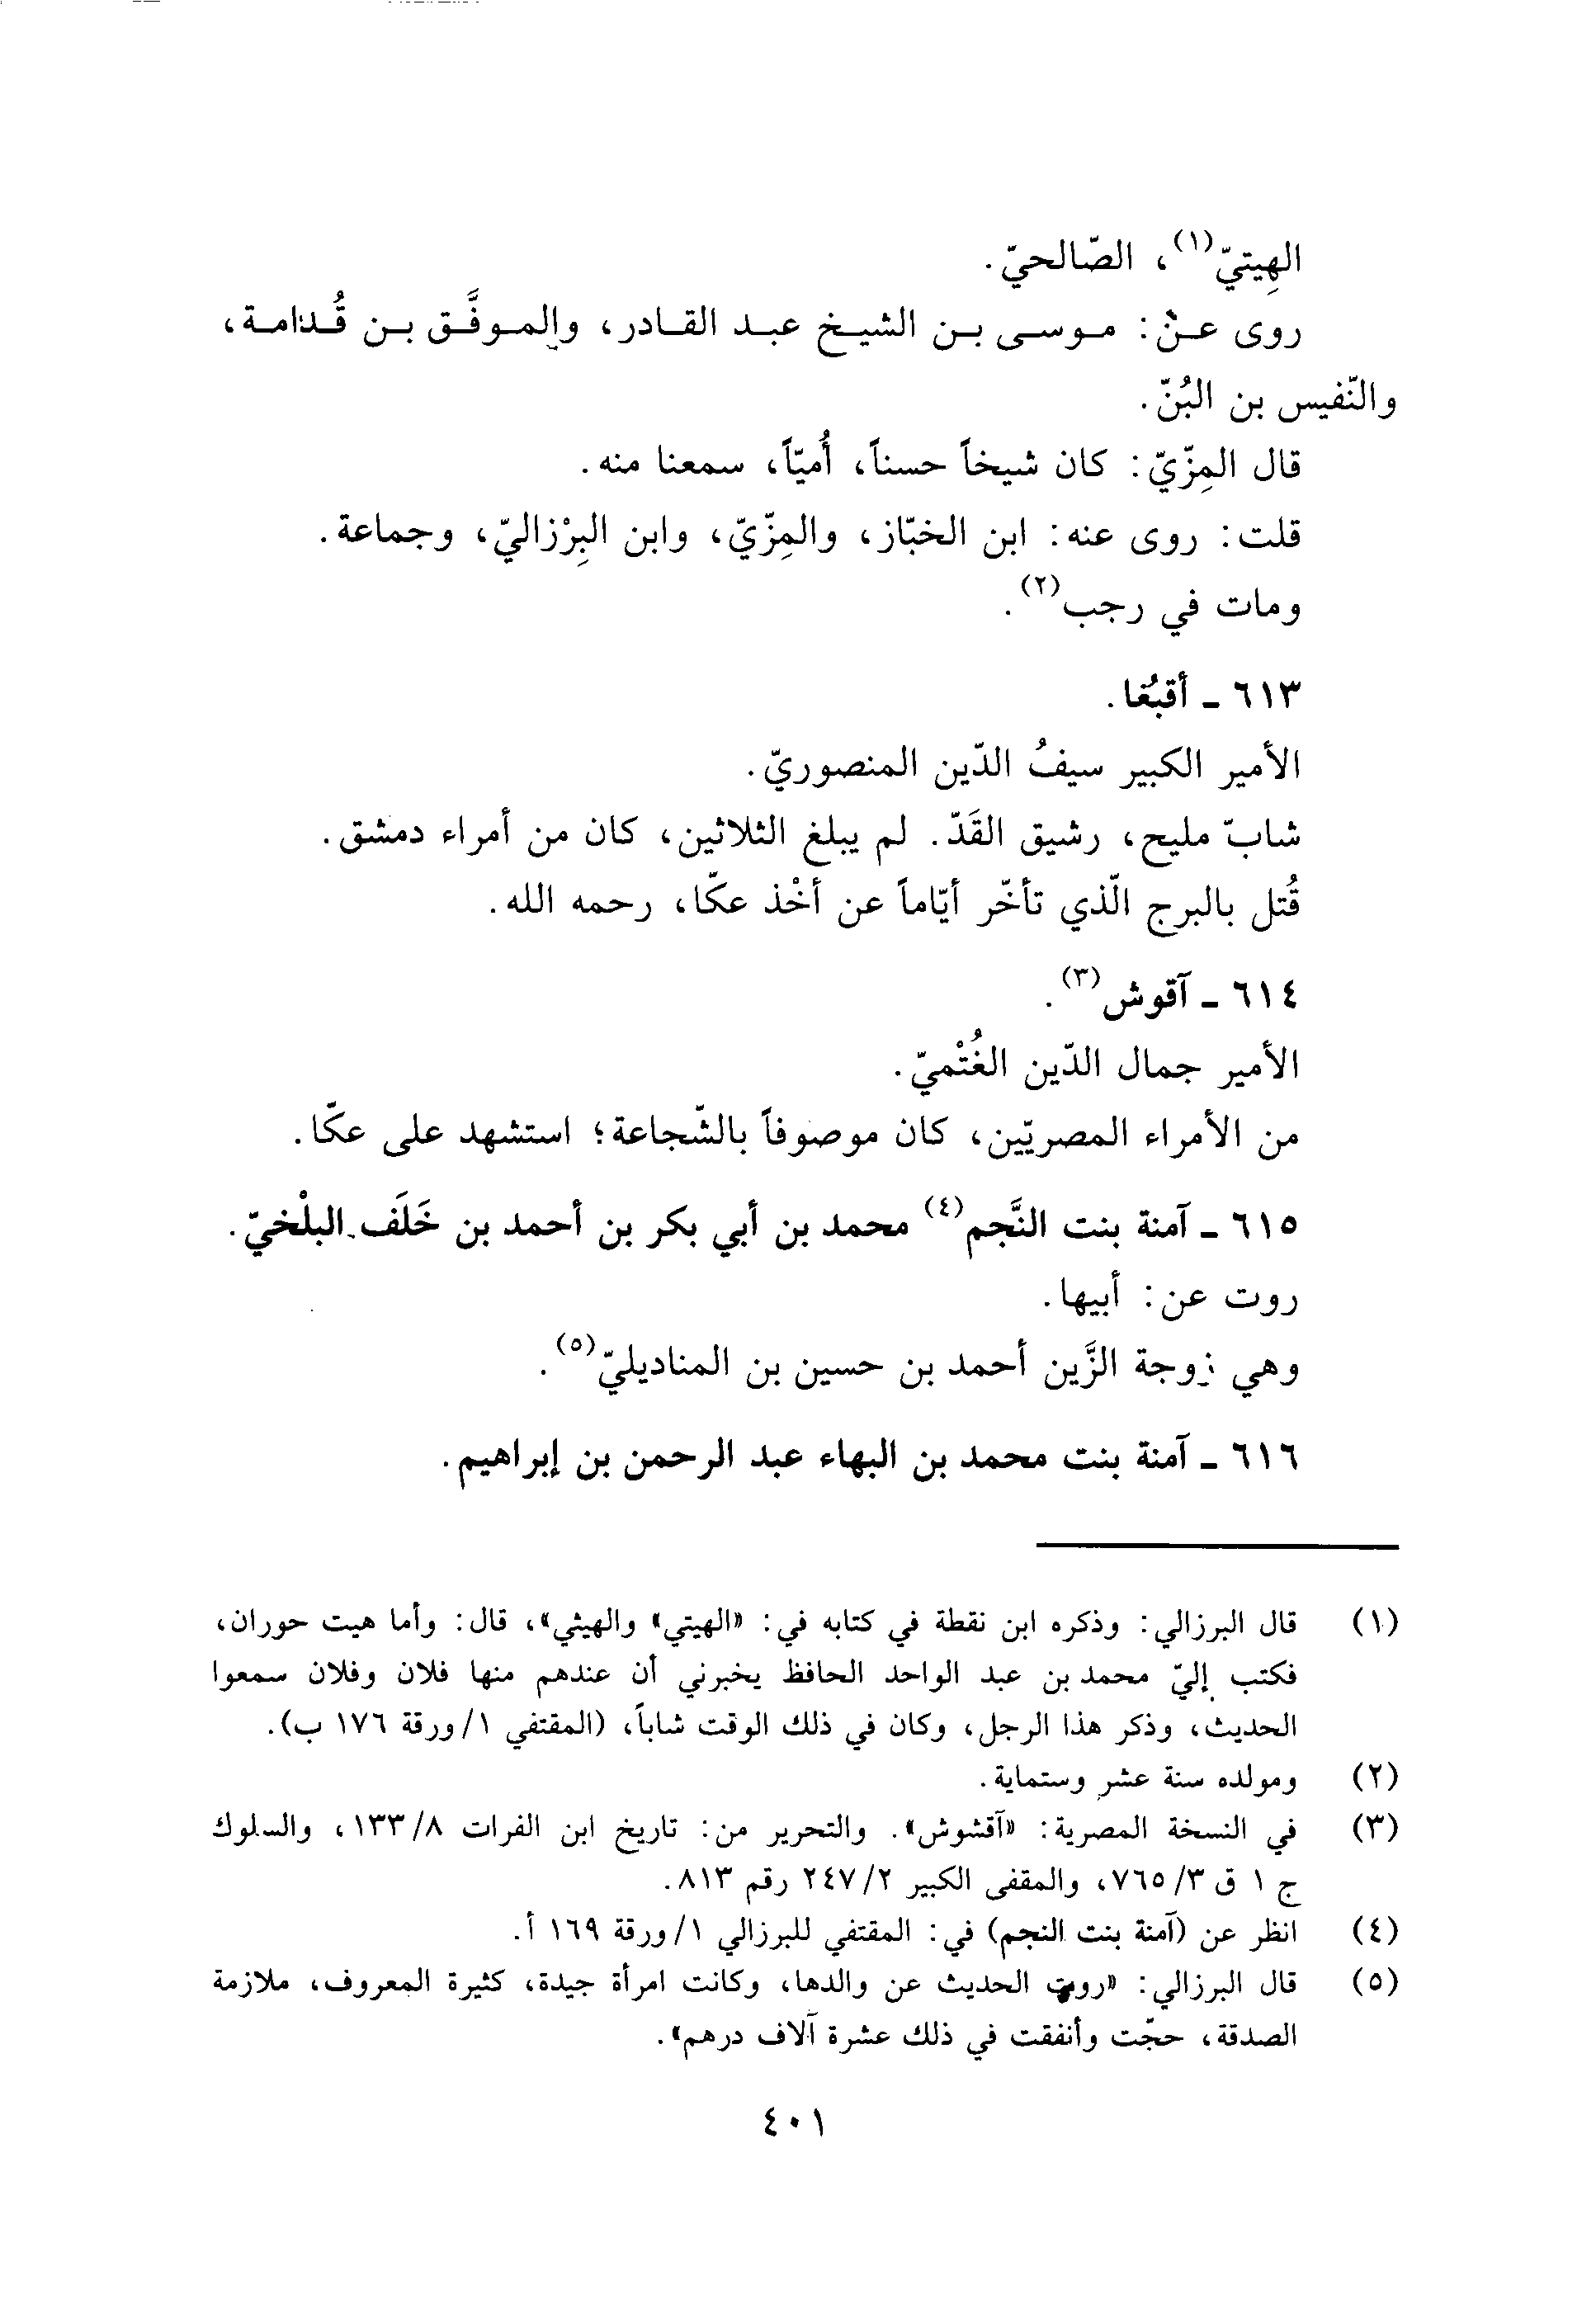 الهِيتيّ(١)، الصّالحيّ.
روى عـن: مـوسـى بـن الشيـخ عبـد القـادر، والمـوفَّـق بـن قُـدامـة،
والنّفيس بن البُنّ.
قال المِزّيّ: كان شيخاً حسناً، أُميّاً، سمعنا منه.
قلت: روى عنه: ابن الخبّاز، والمِزّيّ، وابن البِرْزاليّ، وجماعة.
ومات في رجب(٢).
٦١٣ ـ أقبُغا.
الأمير الكبير سيفُ الدّين المنصوريّ.
شابّ مليح، رشيق القَدّ. لم يبلغ الثلاثين، كان من أمراء دمشق.
قُتل بالبرج الّذي تأخّر أيّاماً عن أخْذ عكّا، رحمه الله.
٦١٤ ـ آقوش(٣).
الأمير جمال الدّين الغُتْميّ.
من الأمراء المصريّين، كان موصوفاً بالشّجاعة؛ استشهد على عكّا.
٦١٥ ـ آمنة بنت النَّجم(٤) محمد بن أبي بكر بن أحمد بن خَلَف البلْخيّ.
روت عن: أبيها.
وهي زوجة الزَّين أحمد بن حسين بن المناديليّ(٥).
٦١٦ ـ آمنة بنت محمد بن البهاء عبد الرحمن بن إبراهيم.
(١) قال البرزالي: وذكره ابن نقطة في كتابه في: «الهيتي» والهيثي»، قال: وأما هيت حوران،
فكتب إليّ محمد بن عبد الواحد الحافظ يخبرني أن عندهم منها فلان وفلان سمعوا
الحديث، وذكر هذا الرجل، وكان في ذلك الوقت شاباً، (المقتفي ١/ورقة ١٧٦ ب).
(٢) ومولده سنة عشر وستماية.
(٣) في النسخة المصرية: «آقشوش». والتحرير من: تاريخ ابن الفرات ٨/١٣٣، والسلوك
ج ١ ق ٣/٧٦٥، والمقفى الكبير ٢/٢٤٧ رقم ٨١٣.
(٤) انظر عن (آمنة بنت النجم) في: المقتفي للبرزالي ١/ورقة ١٦٩ أ.
(٥) قال البرزالي: «روت الحديث عن والدها، وكانت امرأة جيدة، كثيرة المعروف، ملازمة
الصدقة، حجّت وأنفقت في ذلك عشرة آلاف درهم».
٤٠١